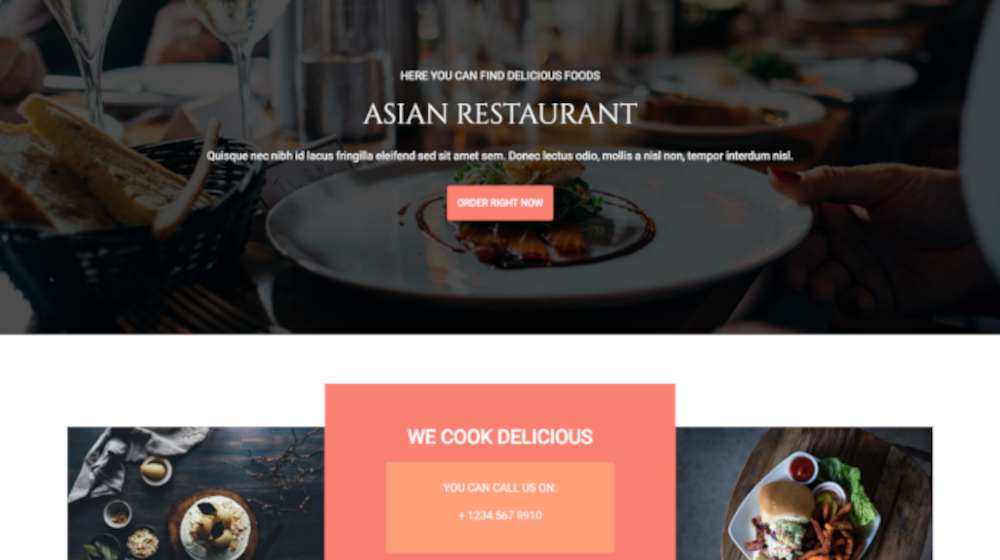 HERE YOU CAN FIND DELICIOUS FOODS
ASIAN RESTAURANT
Quisque nec nibh id lacus fringilla eleifend sed sit amet sem. Donec lectus odio, mollis a nisl non, tempor interdum nisl.
ORDER RIGHT NOW
WE COOK DELICIOUS
YOU CAN CALL US ON:
+ 1234 567 8910